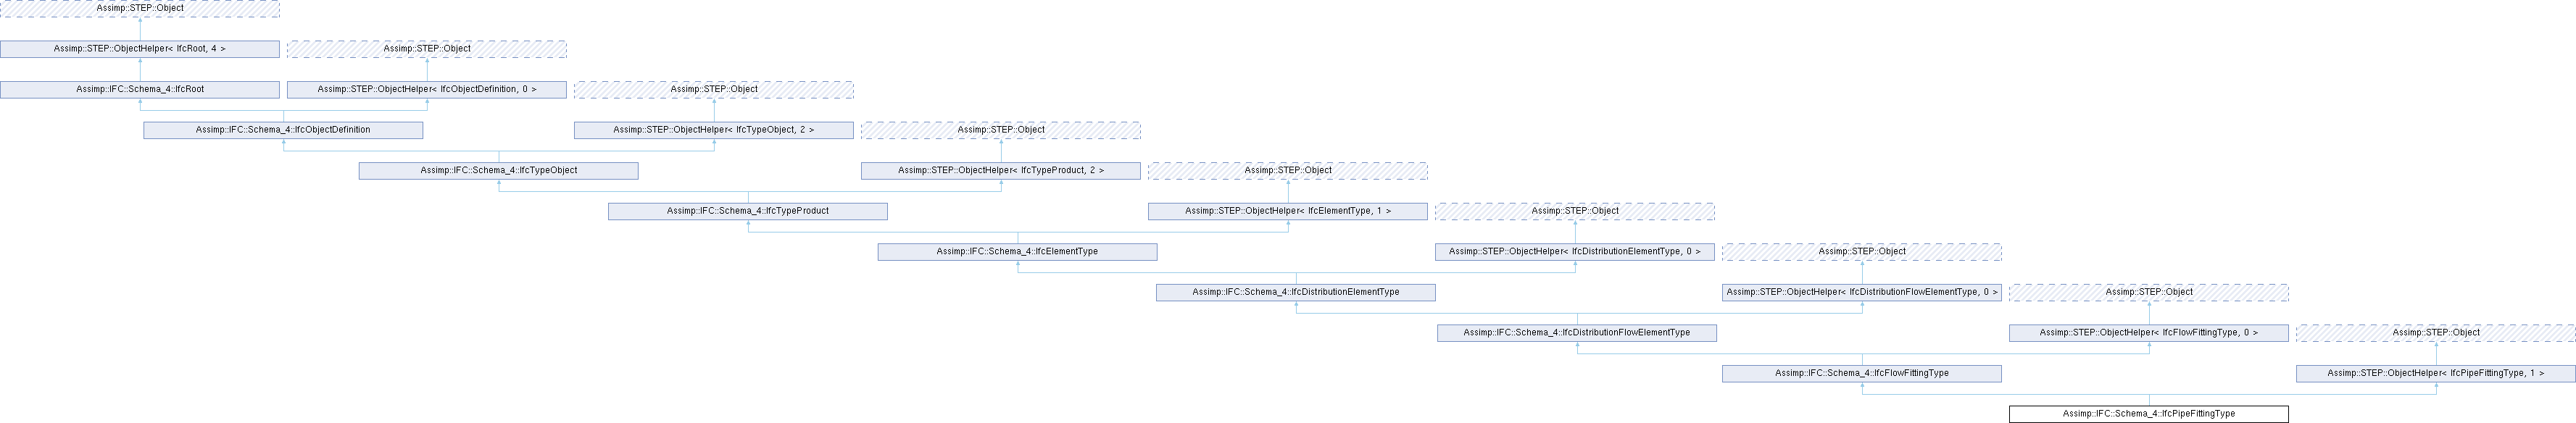 Assimp::STEP::Object
Assimp::STEP::ObjectHelper< IfcRoot, 4 >
Assimp::STEP::Object
Assimp::IFC::Schema_4::IfcRoot
Assimp::STEP::ObjectHelper< IfcObjectDefinition, 0 >
Assimp::STEP::Object
Assimp::IFC::Schema_4::IfcObjectDefinition
Assimp::STEP::ObjectHelper< IfcTypeObject, 2 >
Assimp::STEP::Object
Assimp::IFC::Schema_4::IfcTypeObject
Assimp::STEP::ObjectHelper< IfcTypeProduct, 2 >
Assimp::STEP::Object
Assimp::IFC::Schema_4::IfcTypeProduct
Assimp::STEP::ObjectHelper< IfcElementType, 1 >
Assimp::STEP::Object
Assimp::IFC::Schema_4::IfcElementType
Assimp::STEP::ObjectHelper< IfcDistributionElementType, 0 >
Assimp::STEP::Object
Assimp::IFC::Schema_4::IfcDistributionElementType
Assimp::STEP::ObjectHelper< IfcDistributionFlowElementType, 0 >
Assimp::STEP::Object
Assimp::IFC::Schema_4::IfcDistributionFlowElementType
Assimp::STEP::ObjectHelper< IfcFlowFittingType, 0 >
Assimp::STEP::Object
Assimp::IFC::Schema_4::IfcFlowFittingType
Assimp::STEP::ObjectHelper< IfcPipeFittingType, 1 >
Assimp::IFC::Schema_4::IfcPipeFittingType